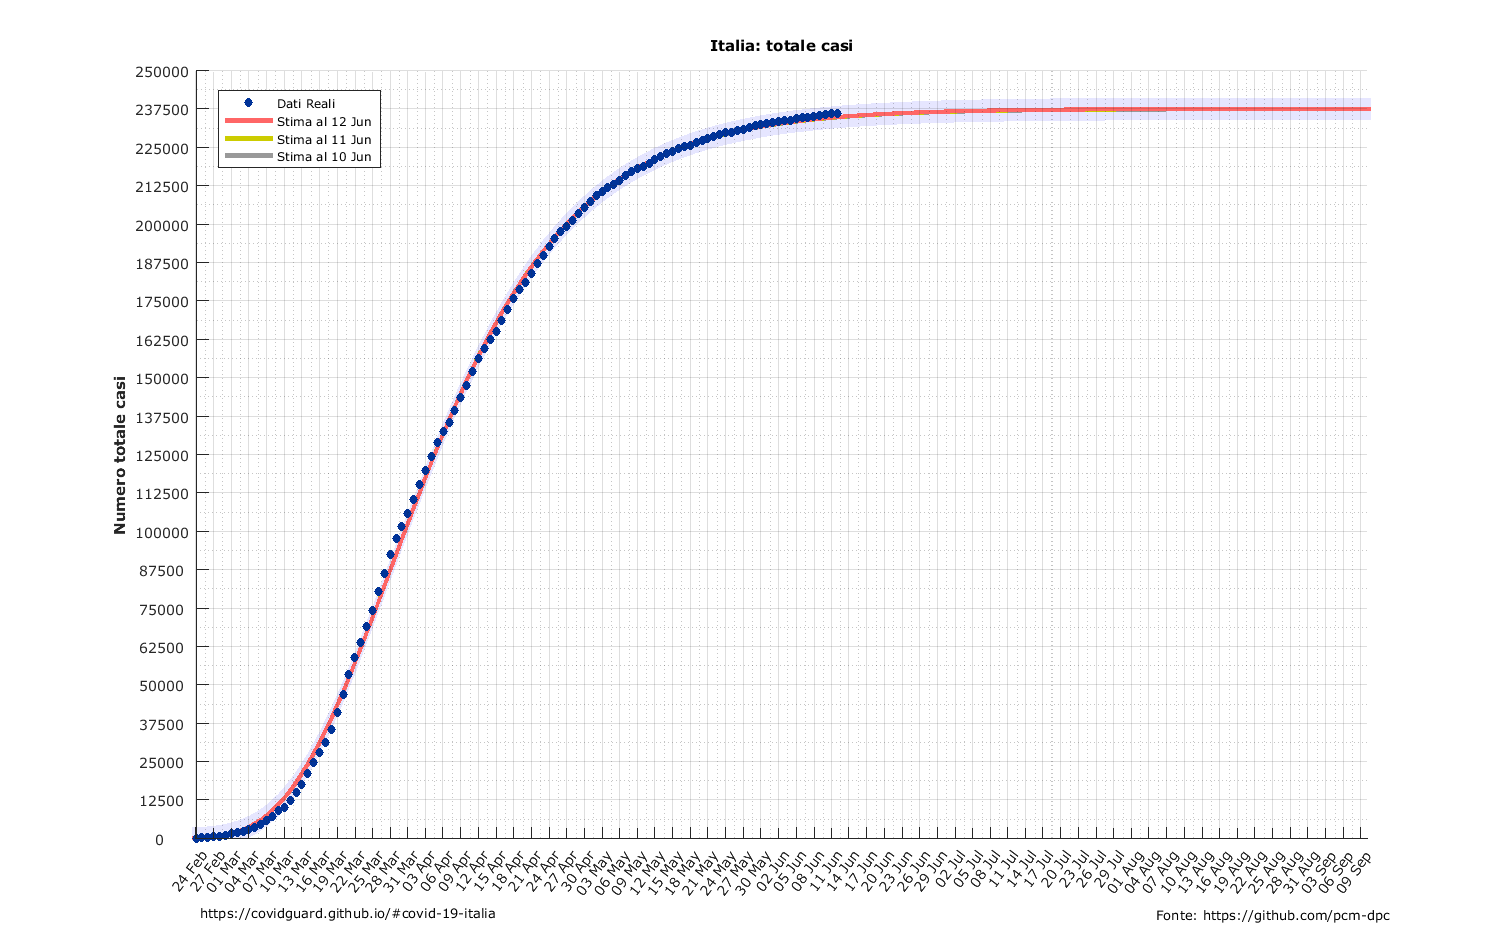 Italia: totale casi
250000
237500
225000
212500
200000
187500
175000
162500
150000
137500
125000
112500
100000
87500
75000
62500
50000
37500
25000
12500
0
Numero totale casi
Dati Reali
Stima al 12 Jun
Stima al 11 Jun
Stima al 10 Jun
24 Feb
27 Feb
01 Mar
04 Mar
07 Mar
10 Mar
13 Mar
16 Mar
19 Mar
22 Mar
25 Mar
28 Mar
31 Mar
03 Apr
06 Apr
09 Apr
12 Apr
15 Apr
18 Apr
21 Apr
24 Apr
27 Apr
30 Apr
03 May
06 May
09 May
12 May
15 May
18 May
21 May
24 May
27 May
30 May
02 Jun
05 Jun
08 Jun
11 Jun
14 Jun
17 Jun
20 Jun
23 Jun
26 Jun
29 Jun
02 Jul
05 Jul
08 Jul
11 Jul
14 Jul
17 Jul
20 Jul
23 Jul
26 Jul
29 Jul
01 Aug
04 Aug
07 Aug
10 Aug
13 Aug
16 Aug
19 Aug
22 Aug
25 Aug
28 Aug
31 Aug
03 Sep
06 Sep
09 Sep
https://covidguard.github.io/#covid-19-italia
Fonte: https://github.com/pcm-dpc